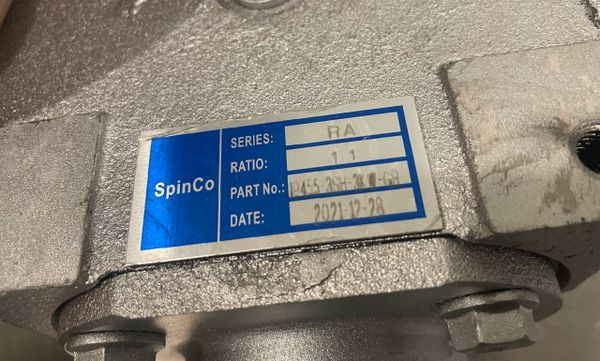 SpinCo
SERIES: RA
RATIO: 1 1
PART No.:
DATE: 2021-12-28